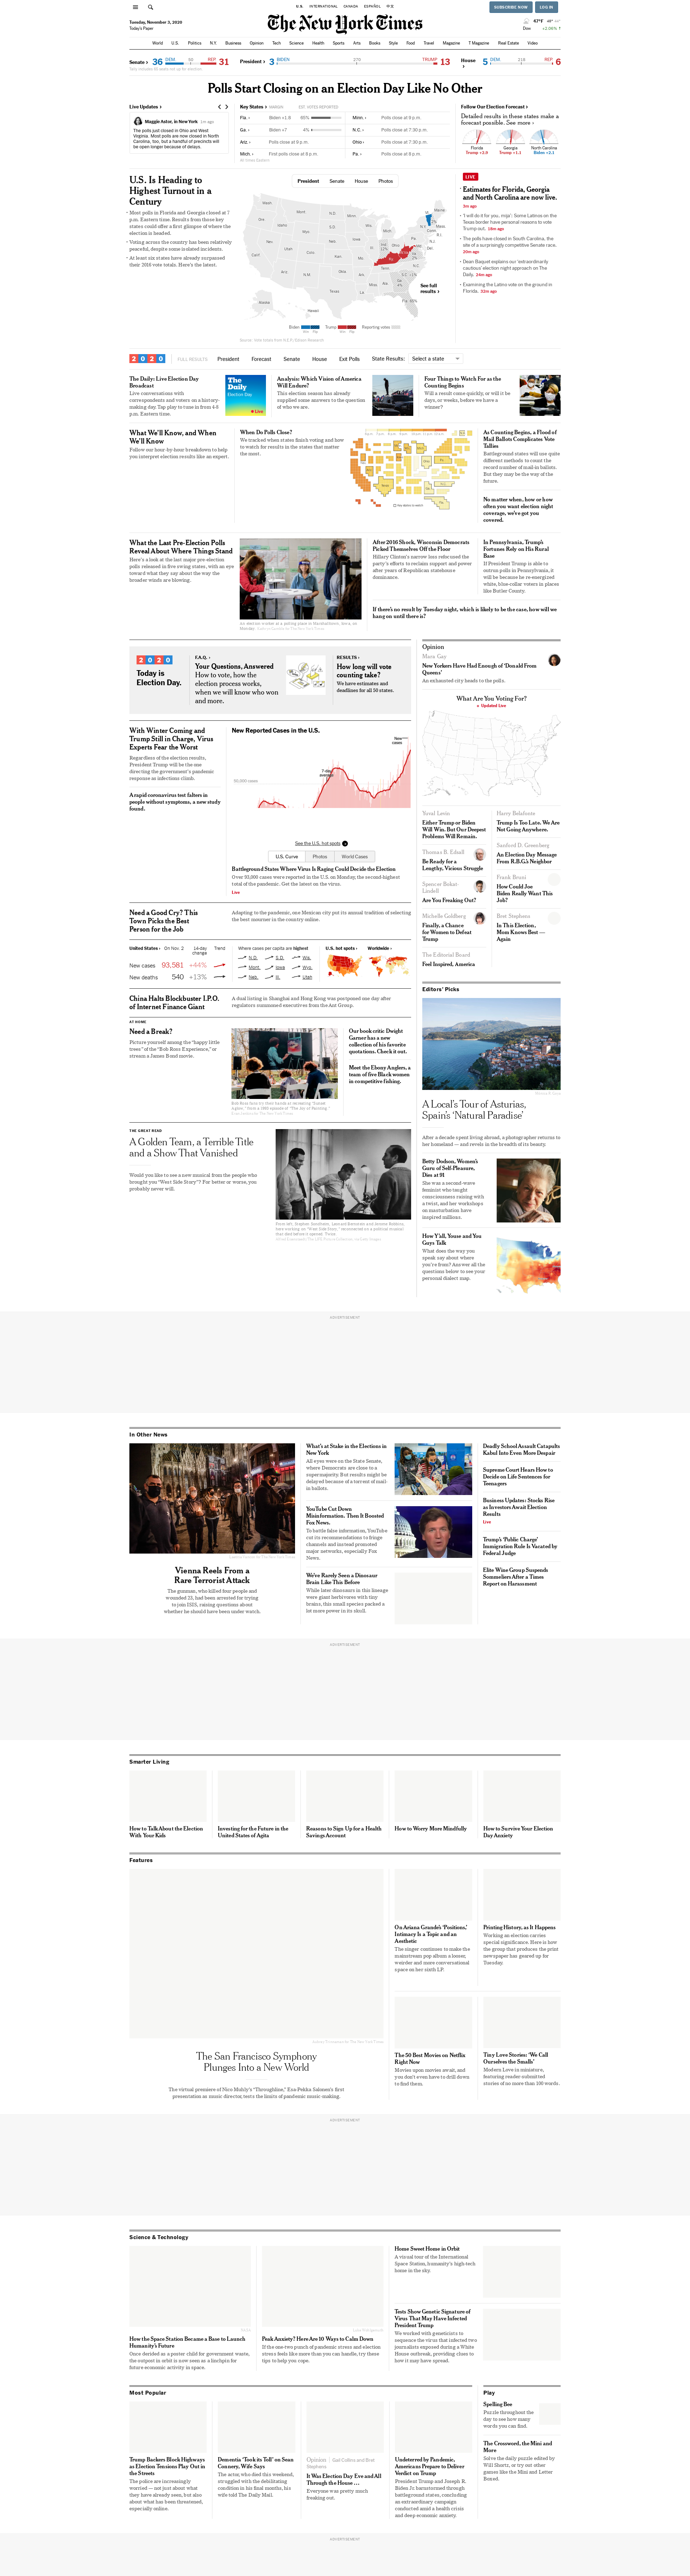 U.S. INTERNATIONAL CANADA ESPAÑOL 中文
SUBSCRIBE NOW LOG IN
Tuesday, November 3, 2020
Today's Paper
The New York Times
Dow
World U.S. Politics N.Y. Business Opinion Tech Science Health Sports Arts Books Style Food Travel Magazine T Magazine Real Estate Video
Senate › 36 DEM. 50 REP. 31
President › 3 BIDEN 270 TRUMP 13
House › 5 DEM. 218 REP. 6
Polls Start Closing on an Election Day Like No Other
Live Updates ›
Maggie Astor, in New York
The polls just closed in Ohio and West
Virginia. Most polls are now closed in North
Carolina, too, but a handful of precincts will
be open longer because of delays.
Key States › MARGIN EST. VOTES REPORTED
Minn. › Polls close at 9 p.m.
N.C. › Polls close at 7:30 p.m.
Ariz. › Polls close at 9 p.m.
Ohio › Polls close at 7:30 p.m.
Mich. › First polls close at 8 p.m.
Pa. › Polls close at 8 p.m.
Follow Our Election Forecast ›
Detailed results in these states make a
forecast possible. See more ›
Florida Georgia North Carolina
U.S. Is Heading to
Highest Turnout in a
Century
Most polls in Florida and Georgia closed at 7
p.m. Eastern time. Results from those key
states could offer a first glimpse of where the
election is headed.
Voting across the country has been relatively
peaceful, despite some isolated incidents.
At least six states have already surpassed
their 2016 vote totals. Here's the latest.
President Senate House Photos
See full
results ›
LIVE
Estimates for Florida, Georgia
and North Carolina are now live.
3m ago
'I will do it for you, mija': Some Latinos on the
Texas border have personal reasons to vote
Trump out.
The polls have closed in South Carolina, the
site of a surprisingly competitive Senate race.
Dean Baquet explains our 'extraordinarily
cautious' election night approach on The
Daily.
Examining the Latino vote on the ground in
Florida.
2020 FULL RESULTS: President Forecast Senate House Exit Polls State Results: Select a state
The Daily: Live Election Day
Broadcast
Live conversations with
correspondents and voters on a history-
making day. Tap play to tune in from 4-8
p.m. Eastern time.
The
Daily
Election Day
Live
Analysis: Which Vision of America
Will Endure?
This election season has already
supplied some answers to the question
of who we are.
Four Things to Watch For as the
Counting Begins
Will a result come quickly, or will it be
days, or weeks, before we have a
winner?
What We'll Know, and When
We'll Know
Follow our hour-by-hour breakdown to help
you interpret election results like an expert.
When Do Polls Close?
We tracked when states finish voting and how
to watch for results in the states that matter
the most.
As Counting Begins, a Flood of
Mail Ballots Complicates Vote
Tallies
Battleground states will use quite
different methods to count the
expected surge of mail-in ballots.
But they may be the way of the
future.
No matter when, how or how
often you want election night
coverage, we've got you
covered.
What the Last Pre-Election Polls
Reveal About Where Things Stand
Here's a look at the last major pre-election
polls released in the swing states, with an eye
toward what they say about the way the
broader winds are blowing.
After 2016 Shock, Wisconsin Democrats
Picked Themselves Off the Floor
Hillary Clinton's narrow loss refocused the
party's efforts to reclaim support and power
after years of Republican statehouse
dominance.
In Pennsylvania, Trump's
Fortunes Rely on His Rural
Base
If President Trump is able to
outrun polls in Pennsylvania, it
will be because he re-energized
white, blue-collar voters in places
like Butler County.
If there's no result by Tuesday night, which is likely to be the case, how will we
hang on until there is?
2020
Today is
Election Day.
F.A.Q. ›
Your Questions, Answered
How to vote, how the
election process works,
when we will know who won
and more.
RESULTS ›
How long will vote
counting take?
We have estimates and
deadlines for all 50 states.
Opinion
Mara Gay
New Yorkers Have Had Enough of 'Donald From
Queens'
An exhausted city heads to the polls.
What Are You Voting For?
Updated Live
With Winter Coming and
Trump Still in Charge, Virus
Experts Fear the Worst
Regardless of the election results,
President Trump will be the one
directing the government's pandemic
response as infections climb.
A rapid coronavirus test falters in
people without symptoms, a new study
found.
New Reported Cases in the U.S.
New cases
7-day average
50,000 cases
See the U.S. hot spots
U.S. Curve Photos World Cases
Battleground States Where Virus Is Raging Could Decide the Election
Over 93,000 cases were reported in the U.S. on Monday, the second-highest
total of the pandemic. Get the latest on the virus.
Live
Yuval Levin
Either Trump or Biden
Will Win. But Our Deepest
Problems Will Remain.
Harry Belafonte
Trump Is Too Late. We Are
Not Going Anywhere.
Thomas B. Edsall
Be Ready for a
Lengthy, Vicious Struggle
Sanford D. Greenberg
An Election Day Message
From R.B.G.'s Neighbor
Spencer Bokat-
Lindell
Are You Freaking Out?
Frank Bruni
How Could Joe
Biden Really Want This
Job?
Michelle Goldberg
Finally, a Chance
for Women to Defeat
Trump
Bret Stephens
In This Election,
Mom Knows Best —
Again
The Editorial Board
Feel Inspired, America
Need a Good Cry? This
Town Picks the Best
Person for the Job
Adapting to the pandemic, one Mexican city put its annual tradition of selecting
the best mourner in the country online.
United States › On Nov. 2 14-day change Trend
New cases 93,581 +44%
New deaths 540 +13%
Where cases per capita are highest
N.D. S.D. Wis.
Mont. Iowa Wyo.
Neb. Ill. Utah
U.S. hot spots › Worldwide ›
China Halts Blockbuster I.P.O.
of Internet Finance Giant
A dual listing in Shanghai and Hong Kong was postponed one day after
regulators summoned executives from the Ant Group.
AT HOME
Need a Break?
Picture yourself among the "happy little
trees" of the "Bob Ross Experience," or
stream a James Bond movie.
Our book critic Dwight
Garner has a new
collection of his favorite
quotations. Check it out.
Meet the Ebony Anglers, a
team of five Black women
in competitive fishing.
THE GREAT READ
A Golden Team, a Terrible Title
and a Show That Vanished
Would you like to see a new musical from the people who
brought you "West Side Story"? For better or worse, you
probably never will.
Editors' Picks
A Local's Tour of Asturias,
Spain's 'Natural Paradise'
After a decade spent living abroad, a photographer returns to
her homeland — and revels in the breadth of its beauty.
Betty Dodson, Women's
Guru of Self-Pleasure,
Dies at 91
She was a second-wave
feminist who taught
consciousness raising with
a twist, and her workshops
on masturbation have
inspired millions.
How Y'all, Youse and You
Guys Talk
What does the way you
speak say about where
you're from? Answer all the
questions below to see your
personal dialect map.
ADVERTISEMENT
In Other News
Vienna Reels From a
Rare Terrorist Attack
The gunman, who killed four people and
wounded 23, had been arrested for trying
to join ISIS, raising questions about
whether he should have been under watch.
What's at Stake in the Elections in
New York
All eyes were on the State Senate,
where Democrats are close to a
supermajority. But results might be
delayed because of a torrent of mail-
in ballots.
YouTube Cut Down
Misinformation. Then It Boosted
Fox News.
To battle false information, YouTube
cut its recommendations to fringe
channels and instead promoted
major networks, especially Fox
News.
We've Rarely Seen a Dinosaur
Brain Like This Before
While later dinosaurs in this lineage
were giant herbivores with tiny
brains, this small species packed a
lot more power in its skull.
Deadly School Assault Catapults
Kabul Into Even More Despair
Supreme Court Hears How to
Decide on Life Sentences for
Teenagers
Business Updates: Stocks Rise
as Investors Await Election
Results
Live
Trump's 'Public Charge'
Immigration Rule Is Vacated by
Federal Judge
Elite Wine Group Suspends
Sommeliers After a Times
Report on Harassment
ADVERTISEMENT
Smarter Living
How to Talk About the Election
With Your Kids
Investing for the Future in the
United States of Agita
Reasons to Sign Up for a Health
Savings Account
How to Worry More Mindfully
How to Survive Your Election
Day Anxiety
Features
The San Francisco Symphony
Plunges Into a New World
The virtual premiere of Nico Muhly's "Throughline," Esa-Pekka Salonen's first
presentation as music director, tests the limits of pandemic music-making.
On Ariana Grande's 'Positions,'
Intimacy Is a Topic and an
Aesthetic
The singer continues to make the
mainstream pop album a looser,
weirder and more conversational
space on her sixth LP.
Printing History, as It Happens
Working an election carries
special significance. Here is how
the group that produces the print
newspaper has geared up for
Tuesday.
The 50 Best Movies on Netflix
Right Now
Movies upon movies await, and
you don't even have to drill down
to find them.
Tiny Love Stories: 'We Call
Ourselves the Smalls'
Modern Love in miniature,
featuring reader-submitted
stories of no more than 100 words.
ADVERTISEMENT
Science & Technology
How the Space Station Became a Base to Launch
Humanity's Future
Once derided as a poster child for government waste,
the outpost in orbit is now seen as a linchpin for
future economic activity in space.
Peak Anxiety? Here Are 10 Ways to Calm Down
If the one-two punch of pandemic stress and election
stress feels like more than you can handle, try these
tips to help you cope.
Home Sweet Home in Orbit
A visual tour of the International
Space Station, humanity's high-tech
home in the sky.
Tests Show Genetic Signature of
Virus That May Have Infected
President Trump
We worked with geneticists to
sequence the virus that infected two
journalists exposed during a White
House outbreak, providing clues to
how it may have spread.
Most Popular
Trump Backers Block Highways
as Election Tensions Play Out in
the Streets
The police are increasingly
worried — not just about what
they have already seen, but also
about what has been threatened,
especially online.
Dementia 'Took its Toll' on Sean
Connery, Wife Says
The actor, who died this weekend,
struggled with the debilitating
condition in his final months, his
wife told The Daily Mail.
Opinion Gail Collins and Bret
Stephens
It Was Election Day Eve and All
Through the House …
Everyone was pretty much
freaking out.
Undeterred by Pandemic,
Americans Prepare to Deliver
Verdict on Trump
President Trump and Joseph R.
Biden Jr. barnstormed through
battleground states, concluding
an extraordinary campaign
conducted amid a health crisis
and deep economic anxiety.
Play
Spelling Bee
Puzzle throughout the
day to see how many
words you can find.
The Crossword, the Mini and
More
Solve the daily puzzle edited by
Will Shortz, or try out other
games like the Mini and Letter
Boxed.
ADVERTISEMENT